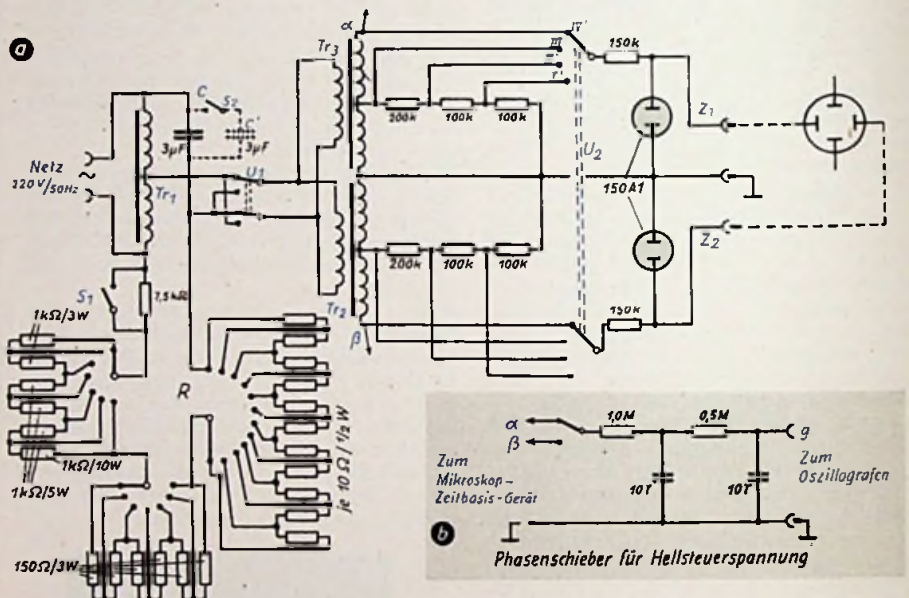 a
Netz
220 V/50Hz
Tr1
C
S2
C'
3µF
3µF
U1
Tr3
α
200k
100k
100k
IV'
III'
II'
I'
150k
Z1
U2
150A1
Z2
200k
100k
100k
Tr2
β
150k
S1
7,5kΩ
1kΩ/3W
R
1kΩ/10W
1kΩ/5W
150Ω/3W
je 10Ω/½W
α
β
1,0M
0,5M
g
10T
10T
Zum
Mikroskop-
Zeitbasis-Gerät
Zum
Oszillografen
b
Phasenschieber für Hellsteuerspannung